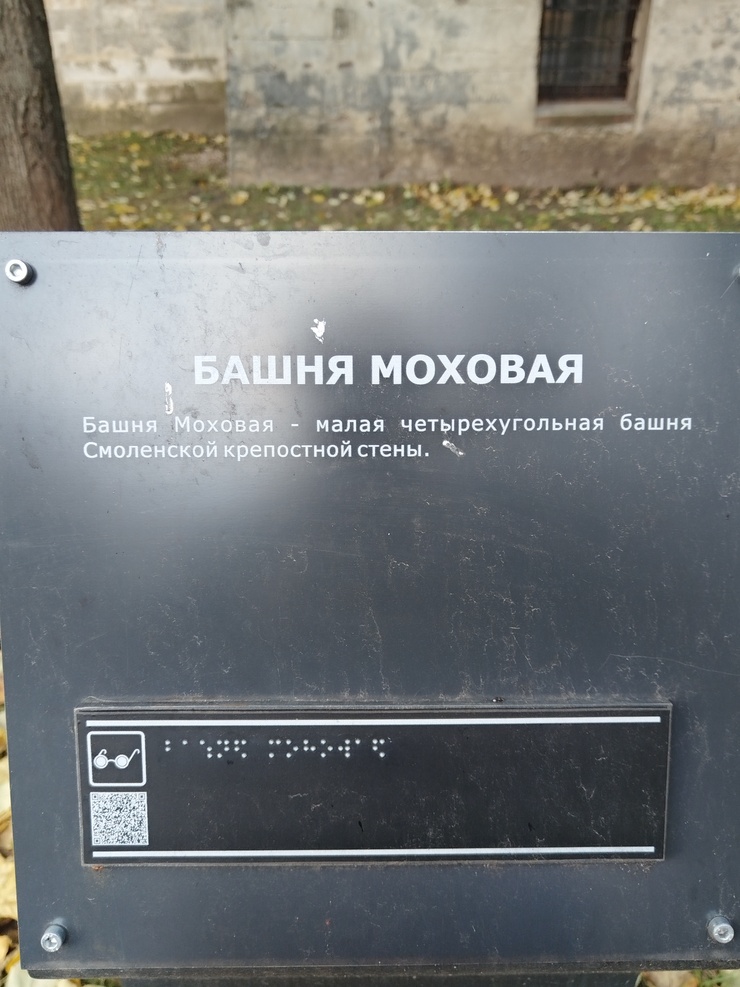 БАШНЯ МОХОВАЯ
Башня Моховая - малая четырехугольная башня
Смоленской крепостной стены.